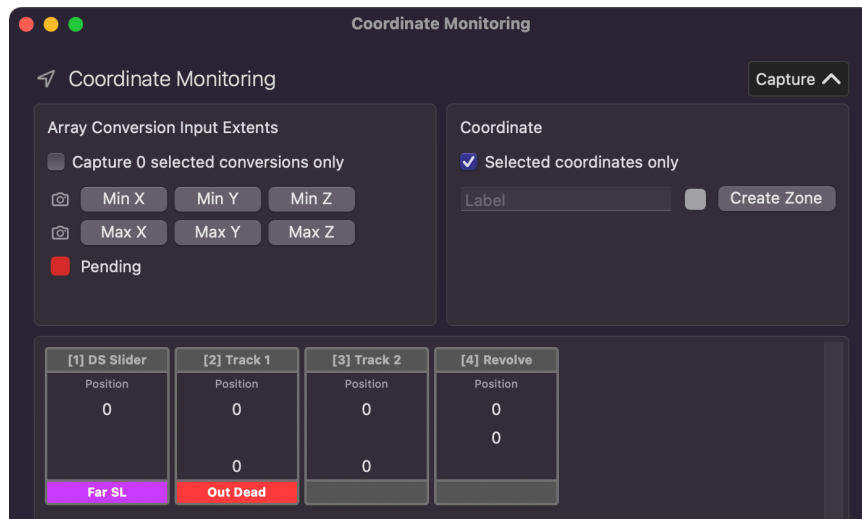 Coordinate Monitoring
Coordinate Monitoring
Capture
Array Conversion Input Extents
Capture 0 selected conversions only
Min X Min Y Min Z
Max X Max Y Max Z
Pending
Coordinate
Selected coordinates only
Label
Create Zone
[1] DS Slider
Position
0
Far SL
[2] Track 1
Position
0
0
Out Dead
[3] Track 2
Position
0
0
[4] Revolve
Position
0
0